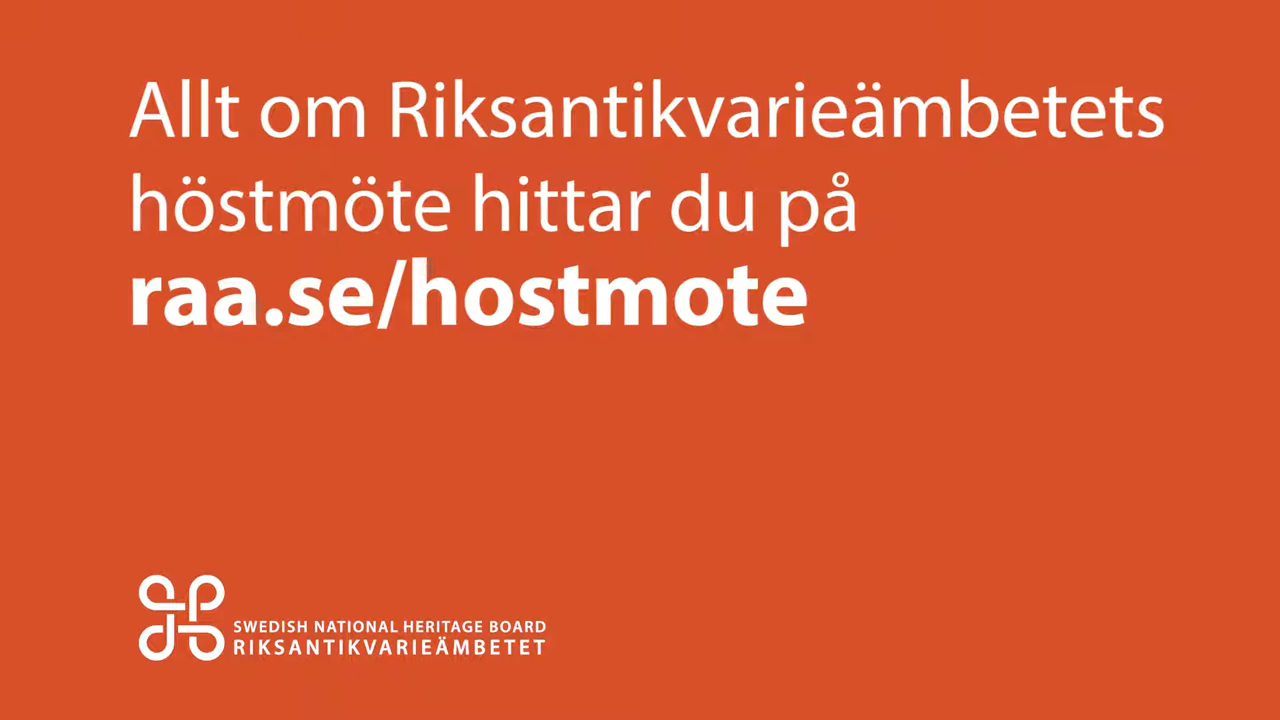 Allt om Riksantikvarieämbetets
höstmöte hittar du på
raa.se/hostmote
SWEDISH NATIONAL HERITAGE BOARD
RIKSANTIKVARIEÄMBETET